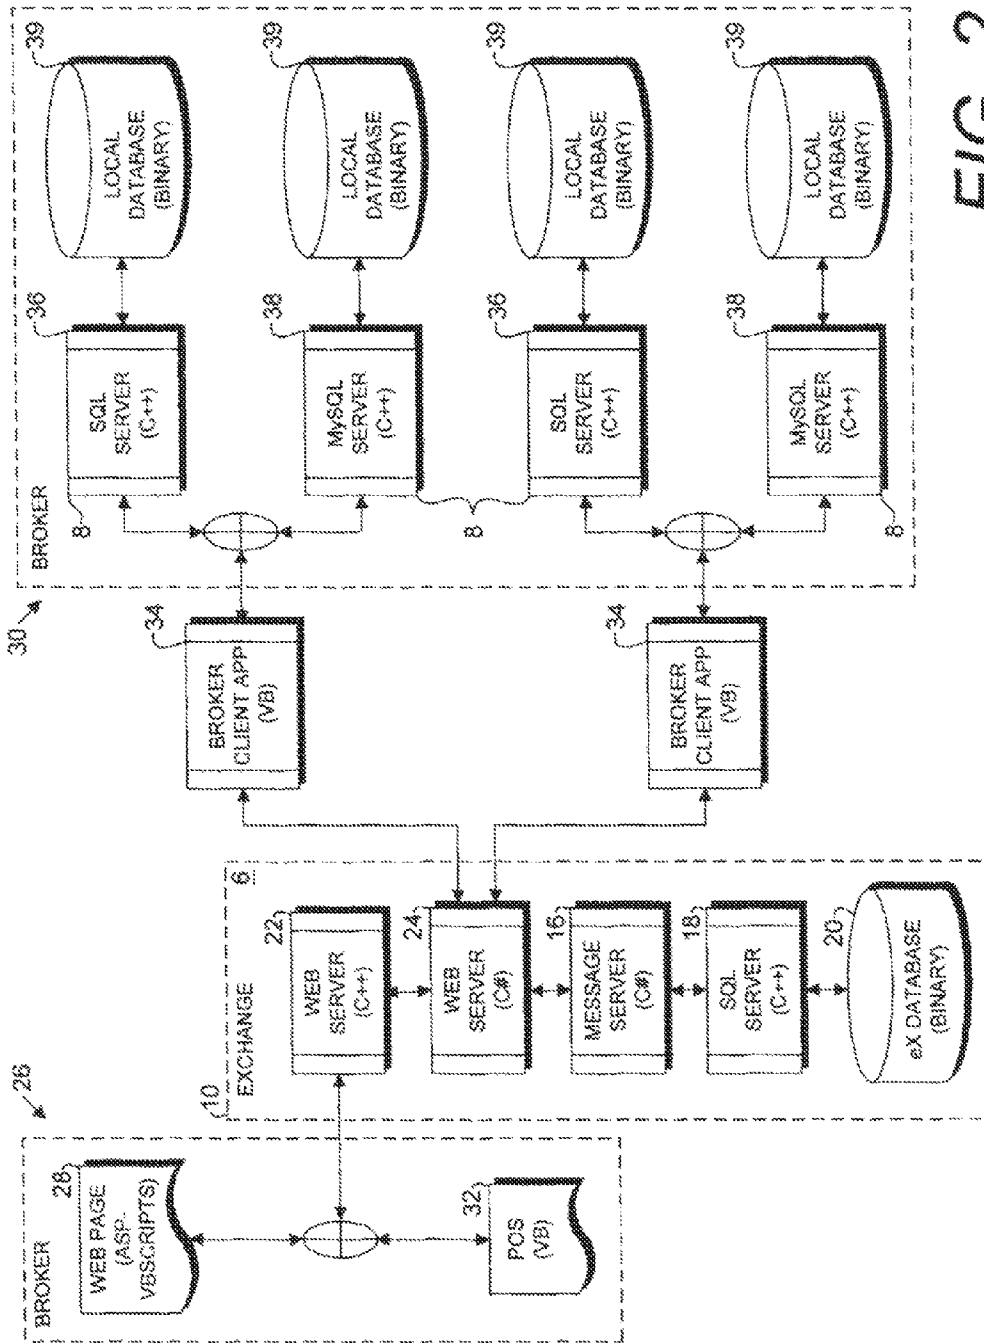 26
BROKER
28
WEB PAGE
(ASP-
VBSCRIPTS)
32
PCS
(VB)
10
EXCHANGE
6
22
WEB
SERVER
(C++)
24
WEB
SERVER
(C#)
16
MESSAGE
SERVER
(C#)
18
SQL
SERVER
(C++)
20
eX DATABASE
(BINARY)
34
BROKER
CLIENT APP
(VB)
34
BROKER
CLIENT APP
(VB)
30
BROKER
8
36
SQL
SERVER
(C++)
39
LOCAL
DATABASE
(BINARY)
38
MySQL
SERVER
(C++)
39
LOCAL
DATABASE
(BINARY)
8
36
SQL
SERVER
(C++)
39
LOCAL
DATABASE
(BINARY)
8
38
MySQL
SERVER
(C++)
39
LOCAL
DATABASE
(BINARY)
FIG. 2